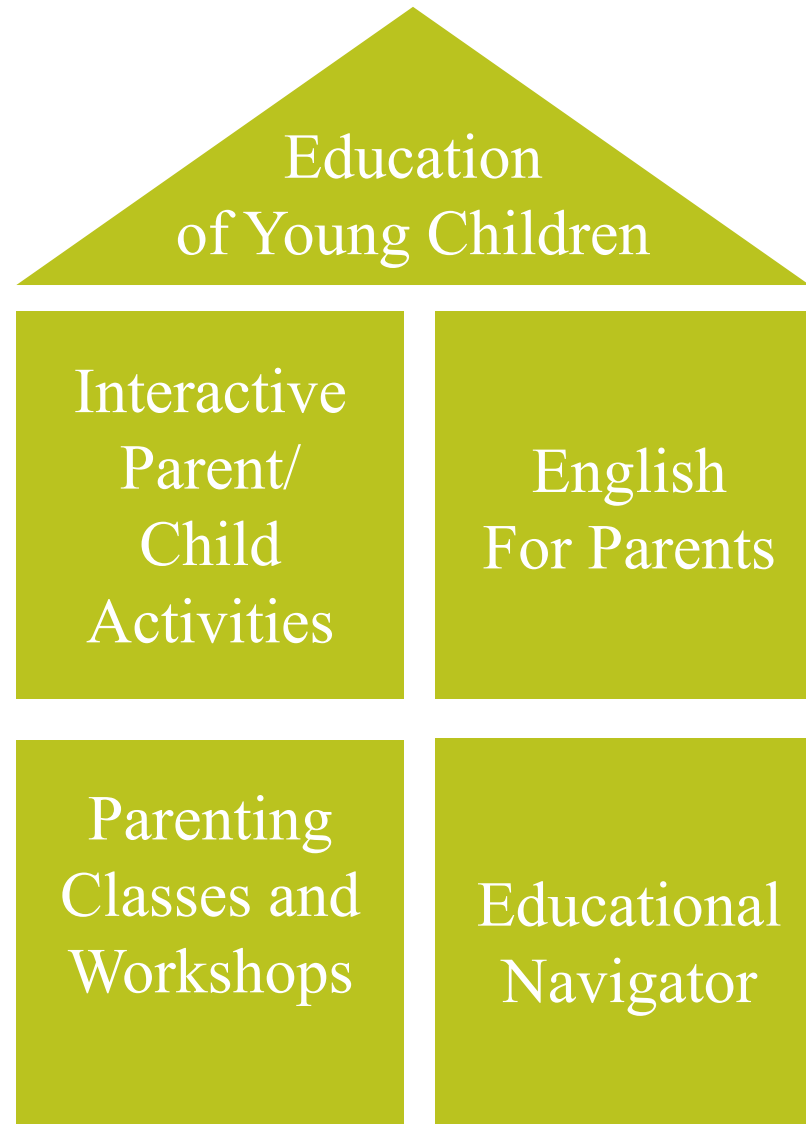 Education
of Young Children
Interactive
Parent/
Child
Activities
English
For Parents
Parenting
Classes and
Workshops
Educational
Navigator